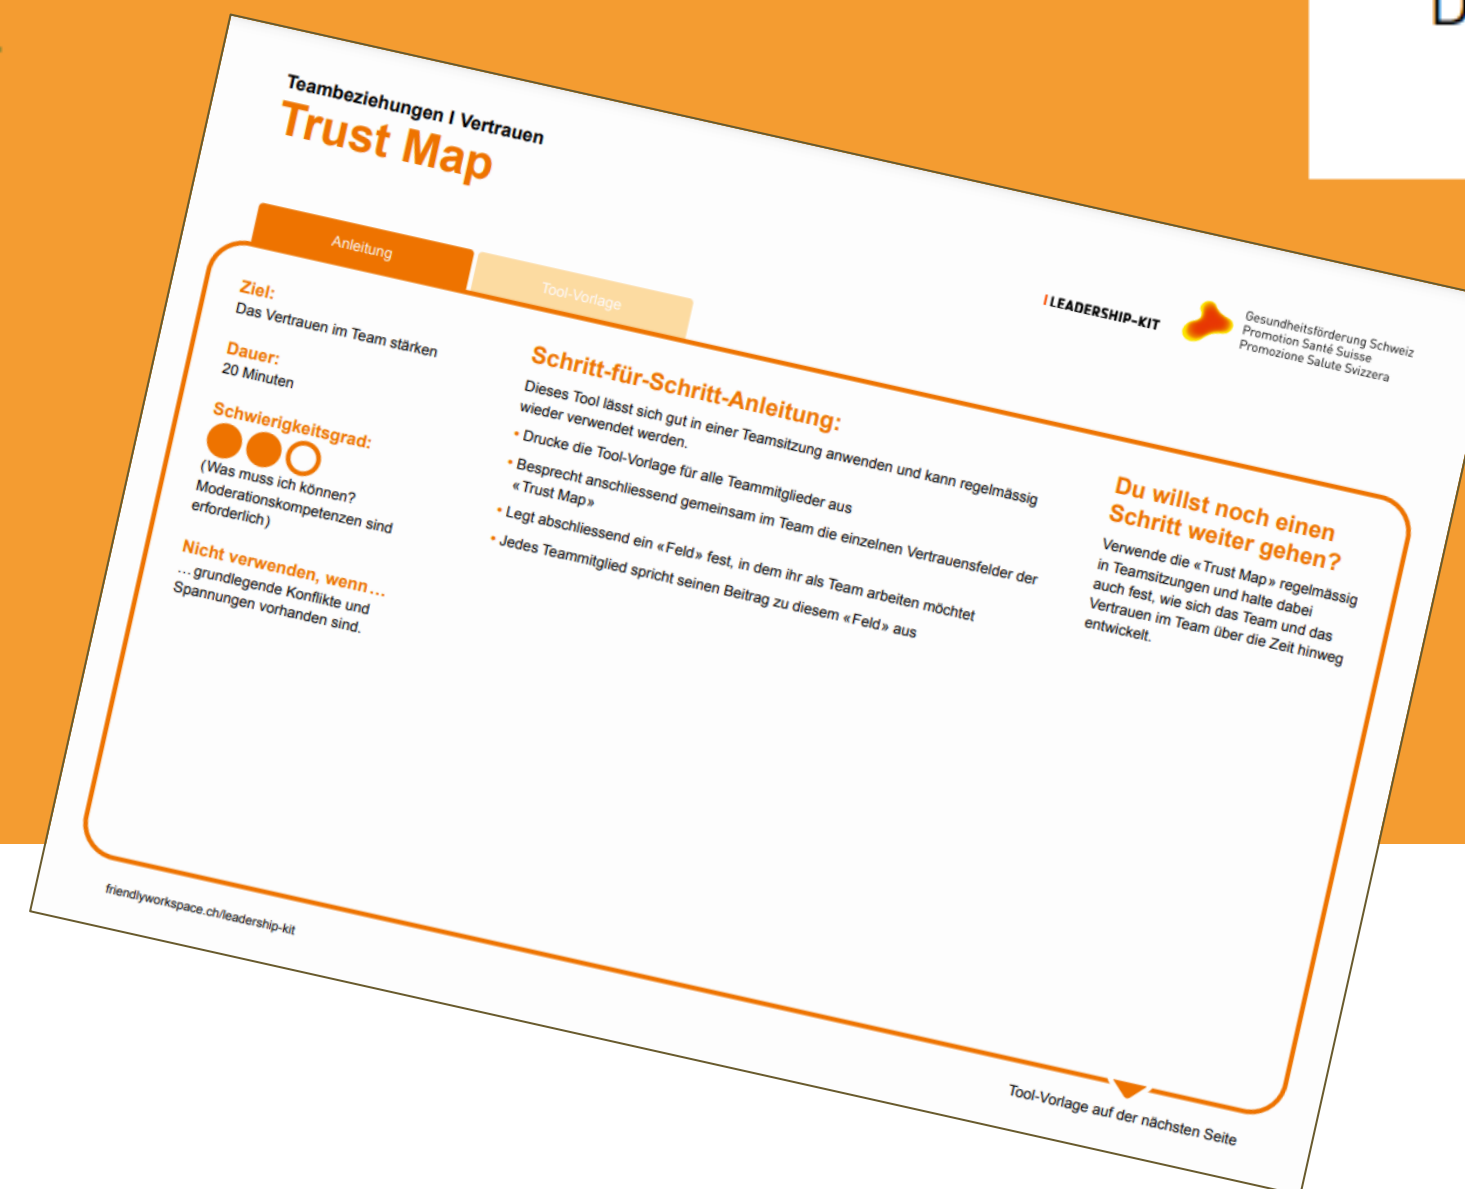 Teambeziehungen I Vertrauen
Trust Map
Anleitung
Tool-Vorlage
I LEADERSHIP-KIT
Gesundheitsförderung Schweiz
Promotion Santé Suisse
Promozione Salute Svizzera
Ziel:
Das Vertrauen im Team stärken
Dauer:
20 Minuten
Schwierigkeitsgrad:
(Was muss ich können?
Moderationskompetenzen sind
erforderlich)
Nicht verwenden, wenn…
…grundlegende Konflikte und
Spannungen vorhanden sind.
Schritt-für-Schritt-Anleitung:
Dieses Tool lässt sich gut in einer Teamsitzung anwenden und kann regelmässig
wieder verwendet werden.
• Drucke die Tool-Vorlage für alle Teammitglieder aus
• Besprecht anschliessend gemeinsam im Team die einzelnen Vertrauensfelder der
«Trust Map»
• Legt abschliessend ein «Feld» fest, in dem ihr als Team arbeiten möchtet
• Jedes Teammitglied spricht seinen Beitrag zu diesem «Feld» aus
Du willst noch einen
Schritt weiter gehen?
Verwende die «Trust Map» regelmässig
in Teamsitzungen und halte dabei
auch fest, wie sich das Team und das
Vertrauen im Team über die Zeit hinweg
entwickelt.
friendlyworkspace.ch/leadership-kit
Tool-Vorlage auf der nächsten Seite